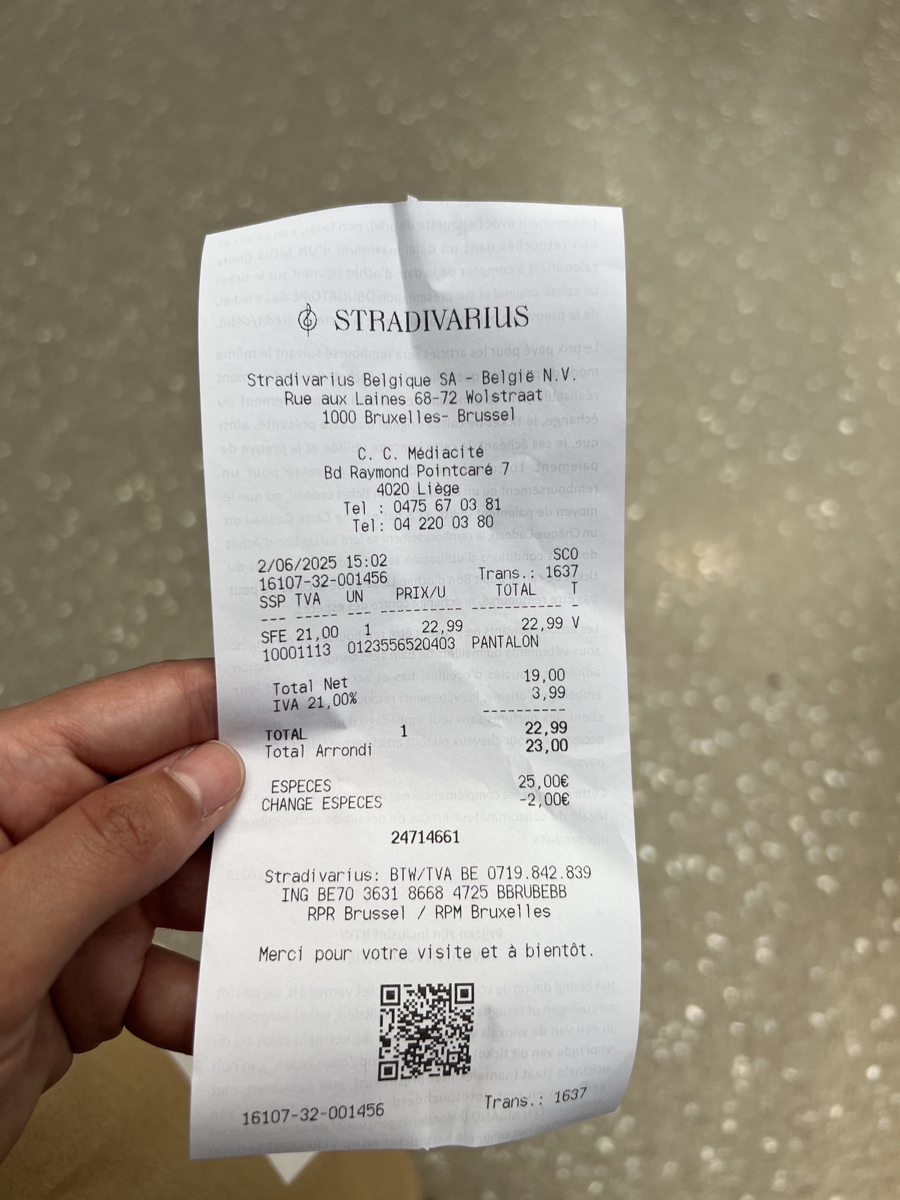 STRADIVARIUS
Stradivarius Belgique SA - België N.V.
Rue aux Laines 68-72 Wolstraat
1000 Bruxelles- Brussel
C. C. Médiacité
Bd Raymond Pointcaré 7
4020 Liège
Tel : 0475 67 03 81
Tel: 04 220 03 80
2/06/2025 15:02 SCO
16107-32-001456 Trans.: 1637
SSP TVA UN PRIX/U TOTAL T
SFE 21,00 1 22,99 22,99 V
10001113 0123556520403 PANTALON
Total Net 19,00
IVA 21,00% 3,99
TOTAL 1 22,99
Total Arrondi 23,00
ESPECES 25,00€
CHANGE ESPECES -2,00€
24714661
Stradivarius: BTW/TVA BE 0719.842.839
ING BE70 3631 8668 4725 BBRUBEBB
RPR Brussel / RPM Bruxelles
Merci pour votre visite et à bientôt.
16107-32-001456 Trans.: 1637